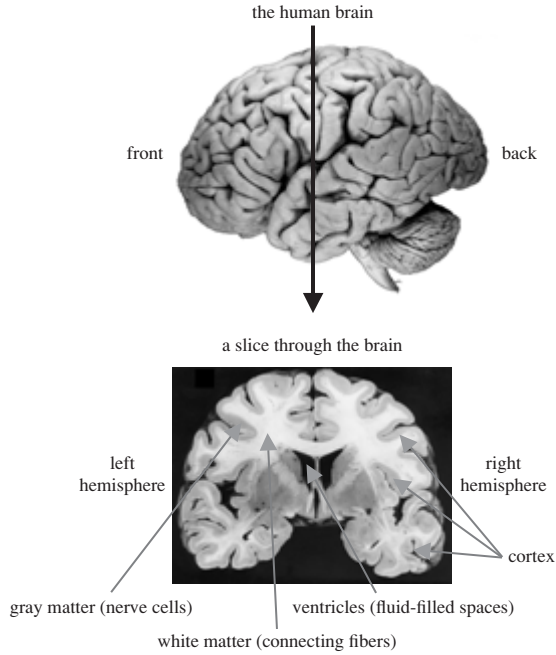 the human brain
front
back
a slice through the brain
left
hemisphere
right
hemisphere
cortex
gray matter (nerve cells)
ventricles (fluid-filled spaces)
white matter (connecting fibers)